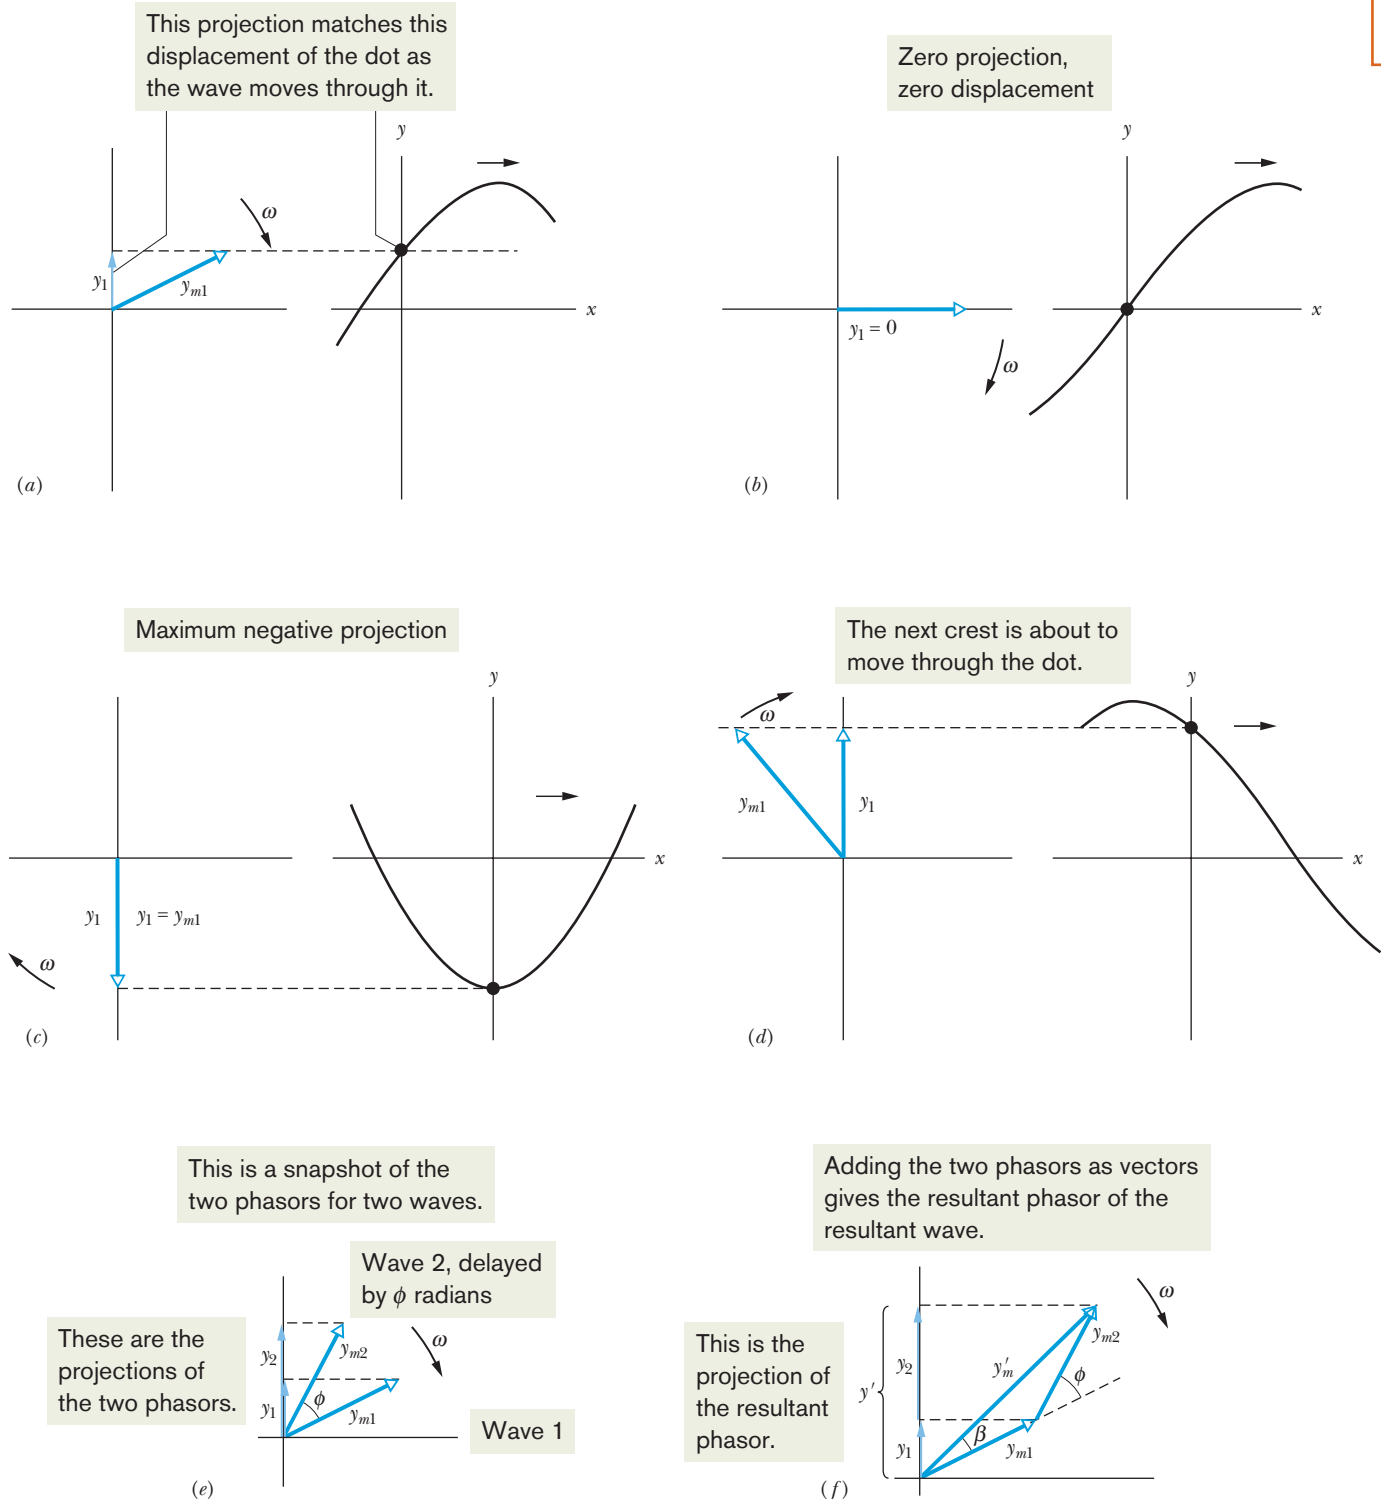 This projection matches this
displacement of the dot as
the wave moves through it.
y
ω
y1
ym1
x
(a)
Zero projection,
zero displacement
y
x
y1 = 0
ω
(b)
Maximum negative projection
y
x
y1
y1 = ym1
ω
(c)
The next crest is about to
move through the dot.
y
ω
ym1
y1
x
(d)
This is a snapshot of the
two phasors for two waves.
Wave 2, delayed
by ϕ radians
These are the
projections of
the two phasors.
ω
y2
ym2
ϕ
y1
ym1
Wave 1
(e)
Adding the two phasors as vectors
gives the resultant phasor of the
resultant wave.
ω
This is the
projection of
the resultant
phasor.
ym2
y2
y′m
ϕ
y′
β
y1
ym1
(f)